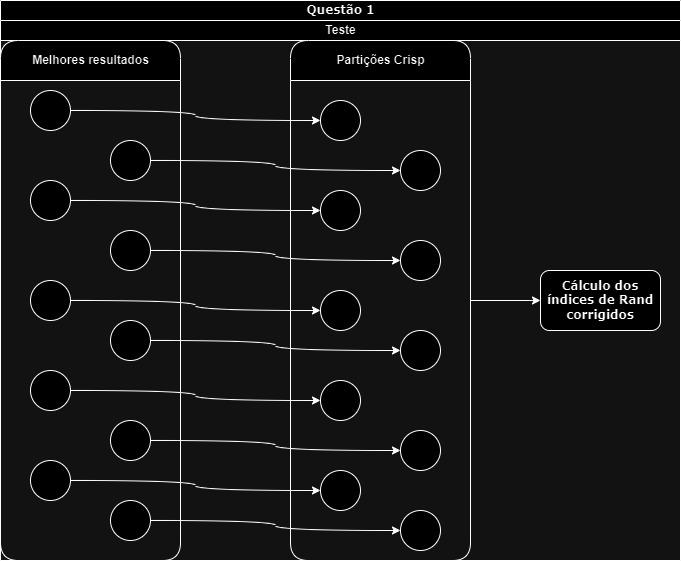 Questão 1
Teste
Melhores resultados
Partições Crisp
Cálculo dos
índices de Rand
corrigidos